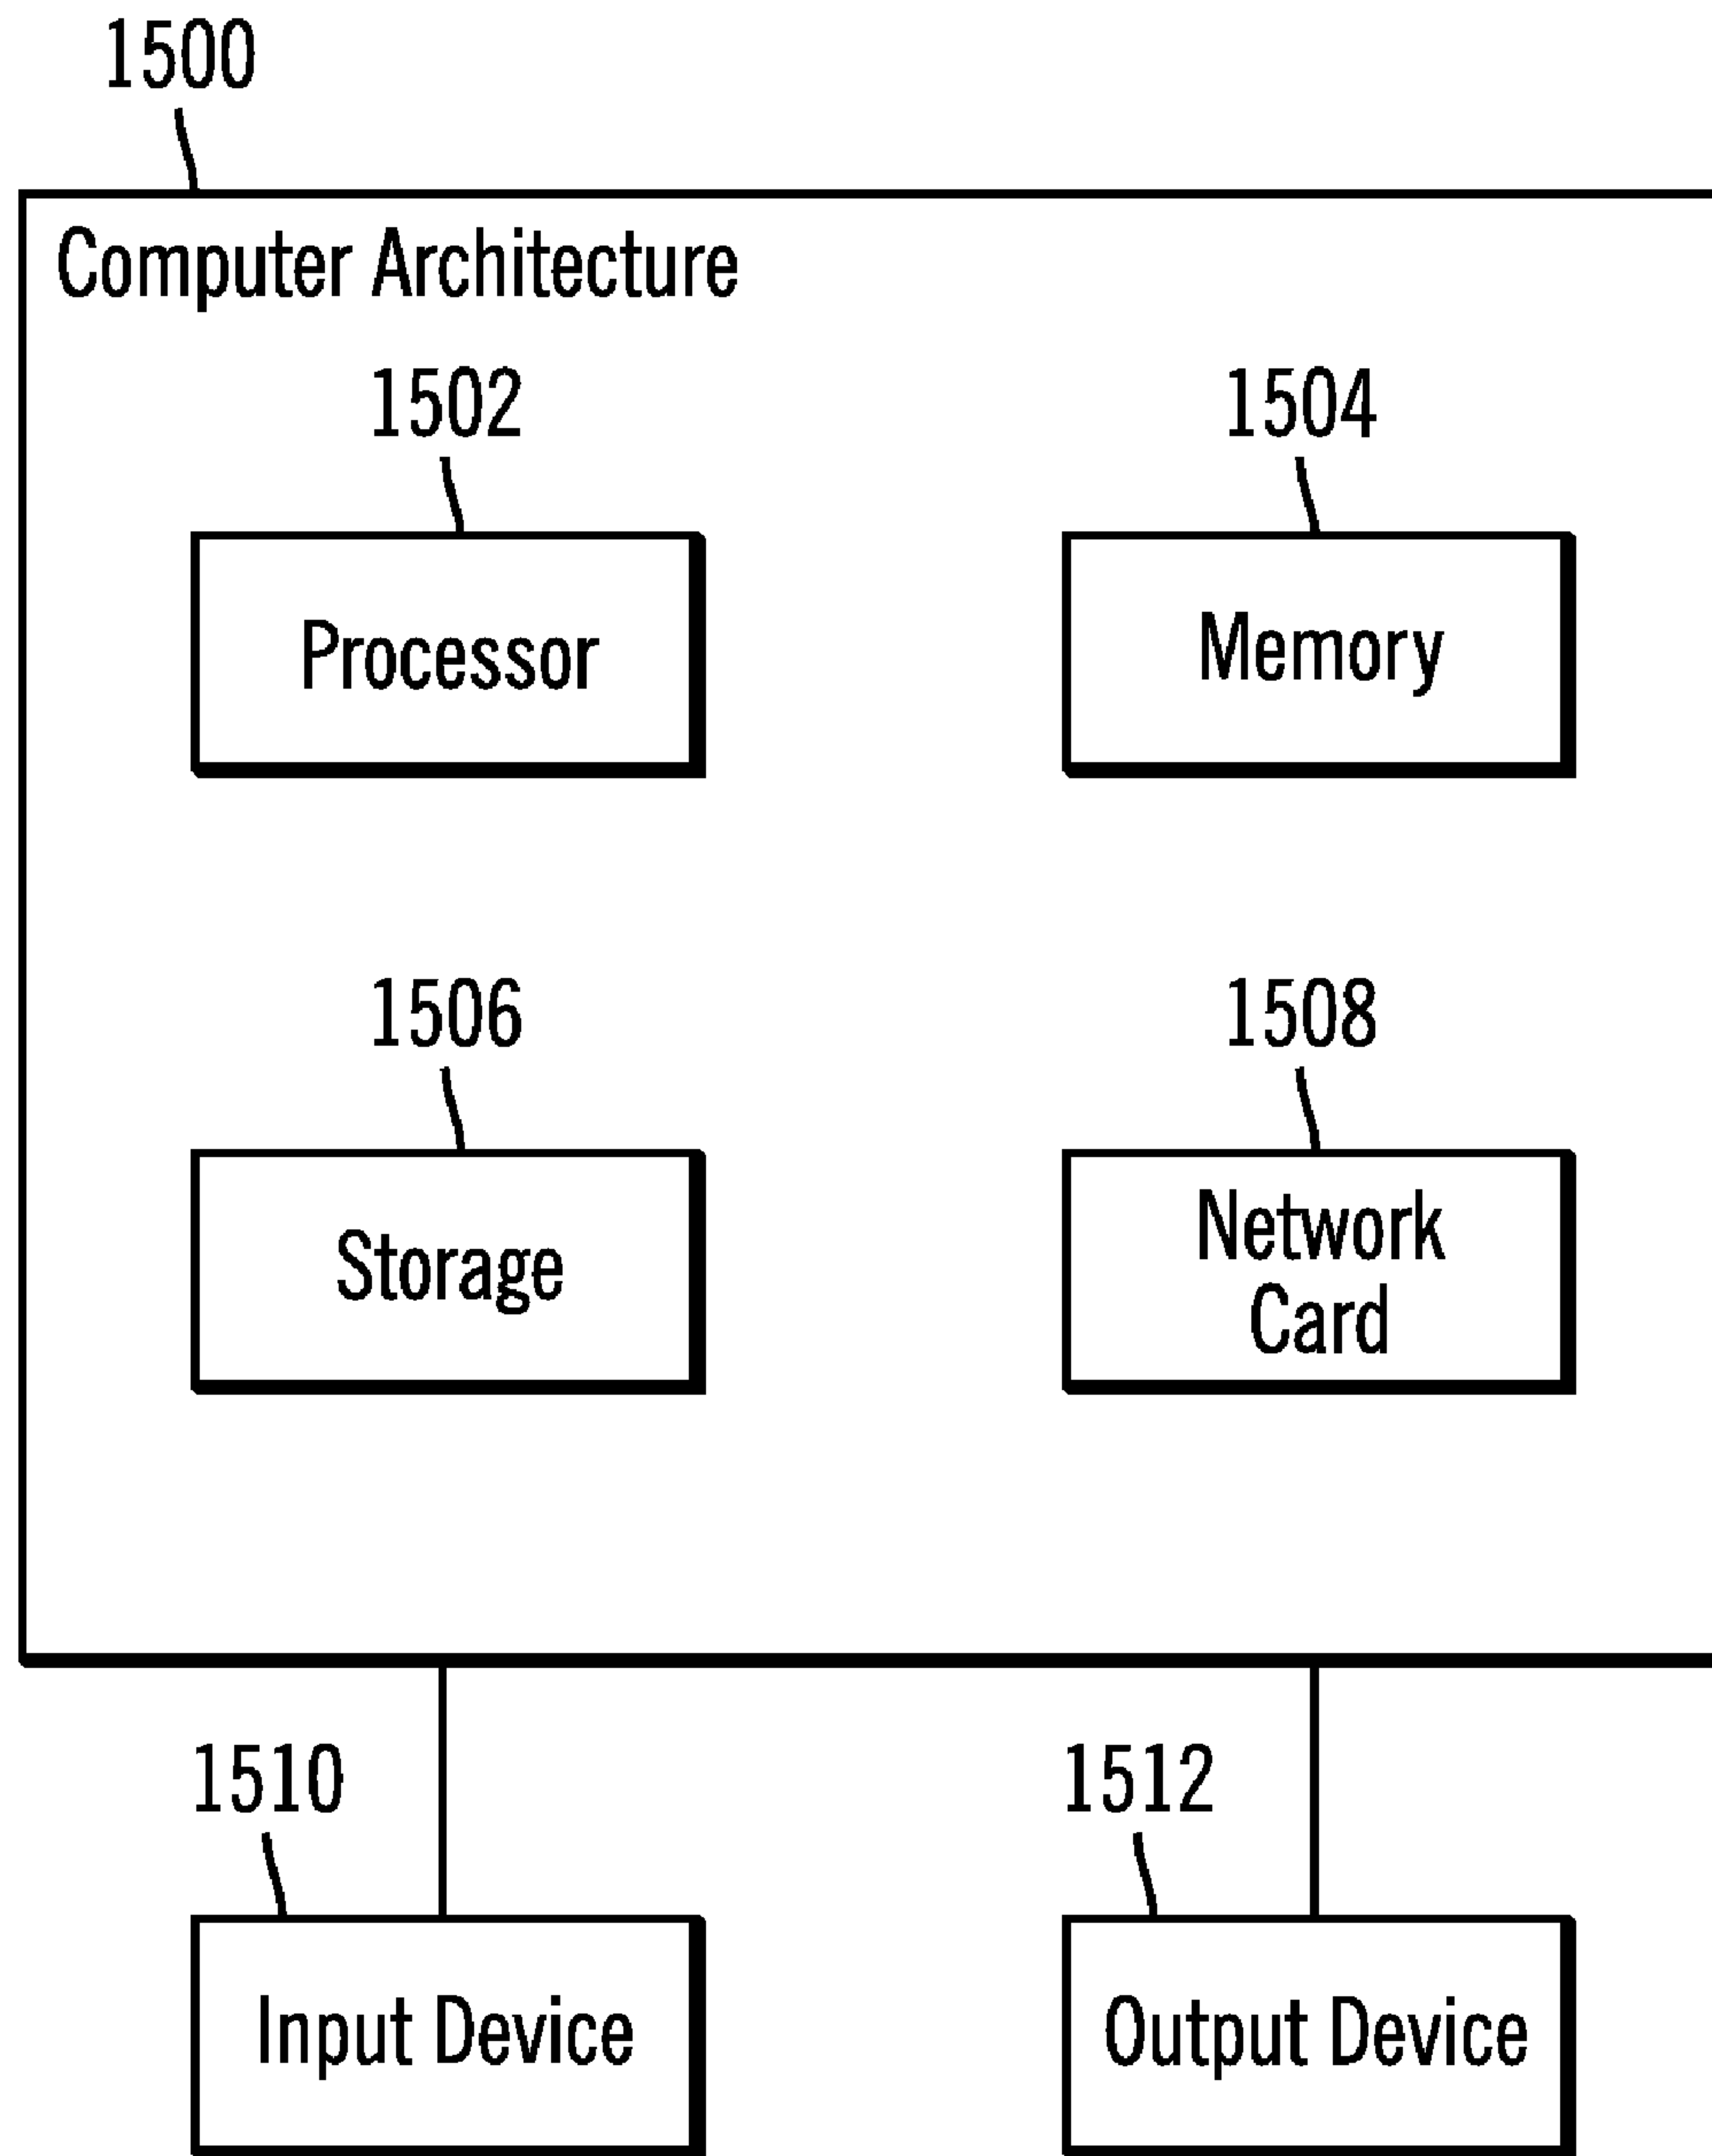 1500
Computer Architecture
1502
1504
Processor
Memory
1506
1508
Storage
Network
Card
1510
1512
Input Device
Output Device